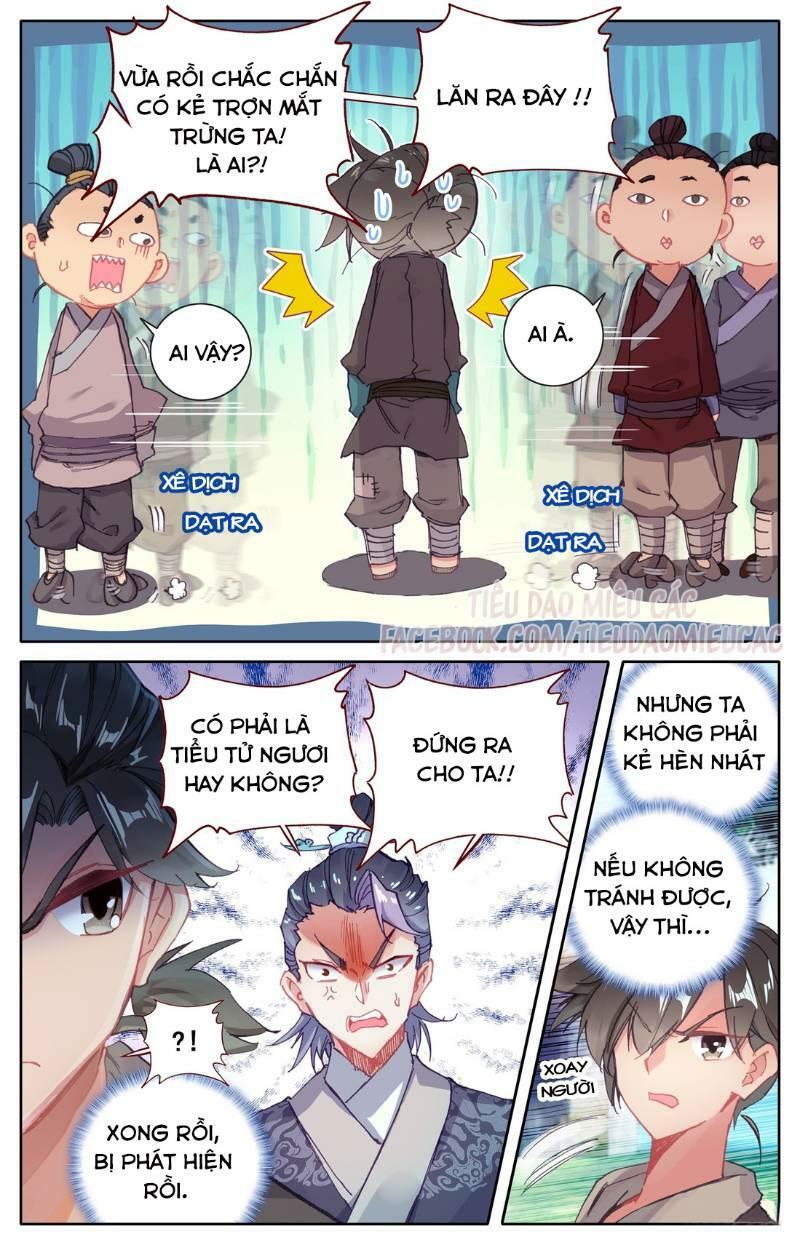 VỪA RỒI CHẮC CHẮN
CÓ KẺ TRỢN MẮT
TRỪNG TA!
LÀ AI?!
LĂN RA ĐÂY !!
AI VẬY?
AI À.
XÊ DỊCH
DẠT RA
XÊ DỊCH
DẠT RA
TIÊU DAO MIÊU CÁC
FACEBOOK.COM/TIEUDAOMIEUCAC
CÓ PHẢI LÀ
TIỂU TỬ NGƯƠI
HAY KHÔNG?
ĐỨNG RA
CHO TA!!
?!
XONG RỒI,
BỊ PHÁT HIỆN
RỒI.
NHƯNG TA
KHÔNG PHẢI
KẺ HÈN NHÁT
NẾU KHÔNG
TRÁNH ĐƯỢC,
VẬY THÌ...
XOAY
NGƯỜI